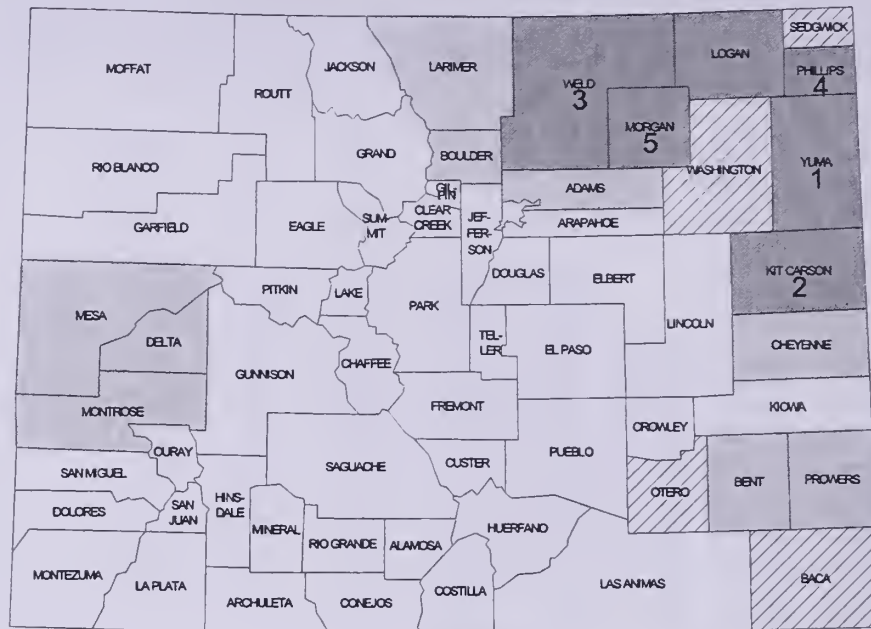 MOFFAT
ROUTT
JACKSON
LARIMER
WELD
3
LOGAN
SEDGWICK
PHILLIPS
4
MORGAN
5
WASHINGTON
YUMA
1
RIO BLANCO
GRAND
BOULDER
GIL-
PIN
CLEAR
CREEK
ADAMS
ARAPAHOE
GARFIELD
EAGLE
SUM-
MIT
JEF-
FER-
SON
DOUGLAS
ELBERT
KIT CARSON
2
MESA
PITKIN
LAKE
PARK
LINCOLN
DELTA
CHEYENNE
GUNNISON
CHAFFEE
TEL-
LER
EL PASO
MONTROSE
FREMONT
CROWLEY
KIOWA
OURAY
SAN MIGUEL
SAGUACHE
CUSTER
PUEBLO
OTERO
BENT
PROWERS
DOLORES
SAN
JUAN
HINS-
DALE
MINERAL
RIO GRANDE
ALAMOSA
HUERFANO
MONTEZUMA
LA PLATA
ARCHULETA
CONEJOS
COSTILLA
LAS ANIMAS
BACA